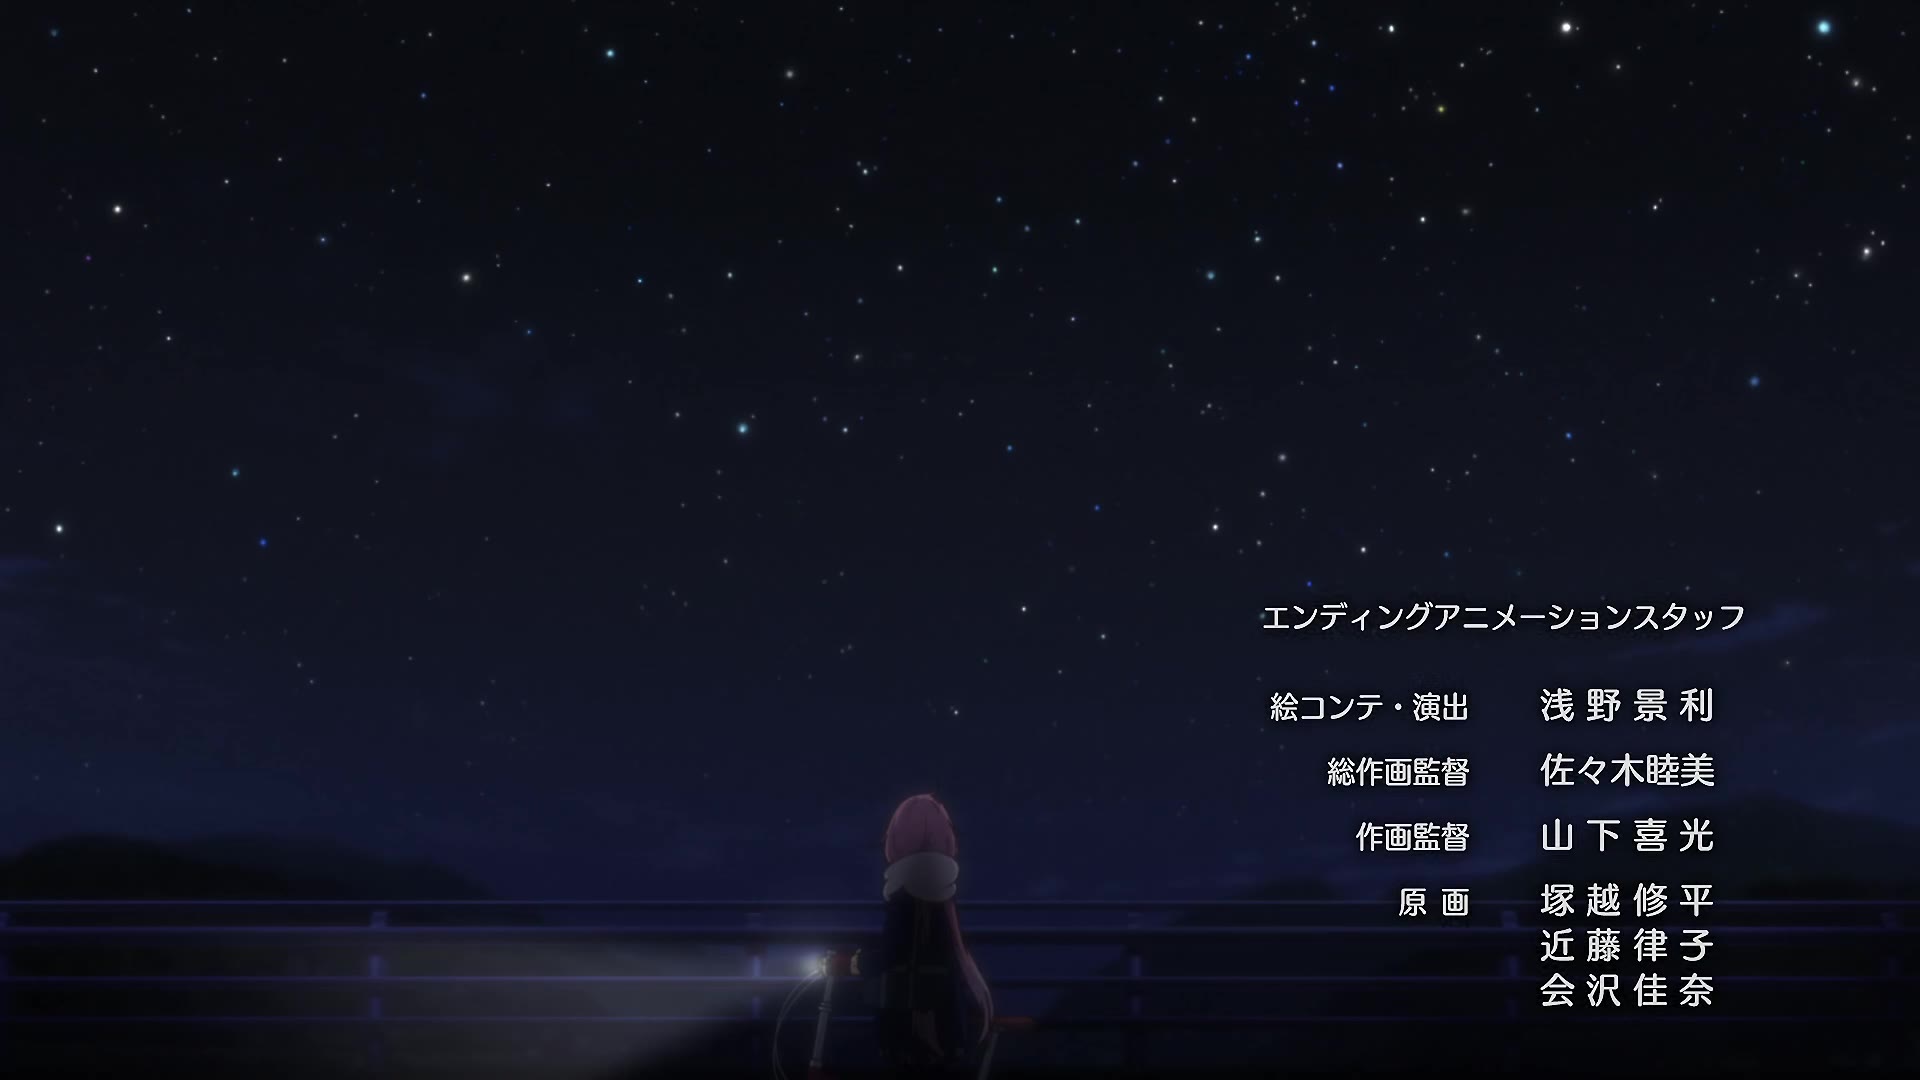 エンディングアニメーションスタッフ
絵コンテ・演出 浅野景利
総作画監督 佐々木睦美
作画監督 山下喜光
原画 塚越修平
近藤律子
会沢佳奈